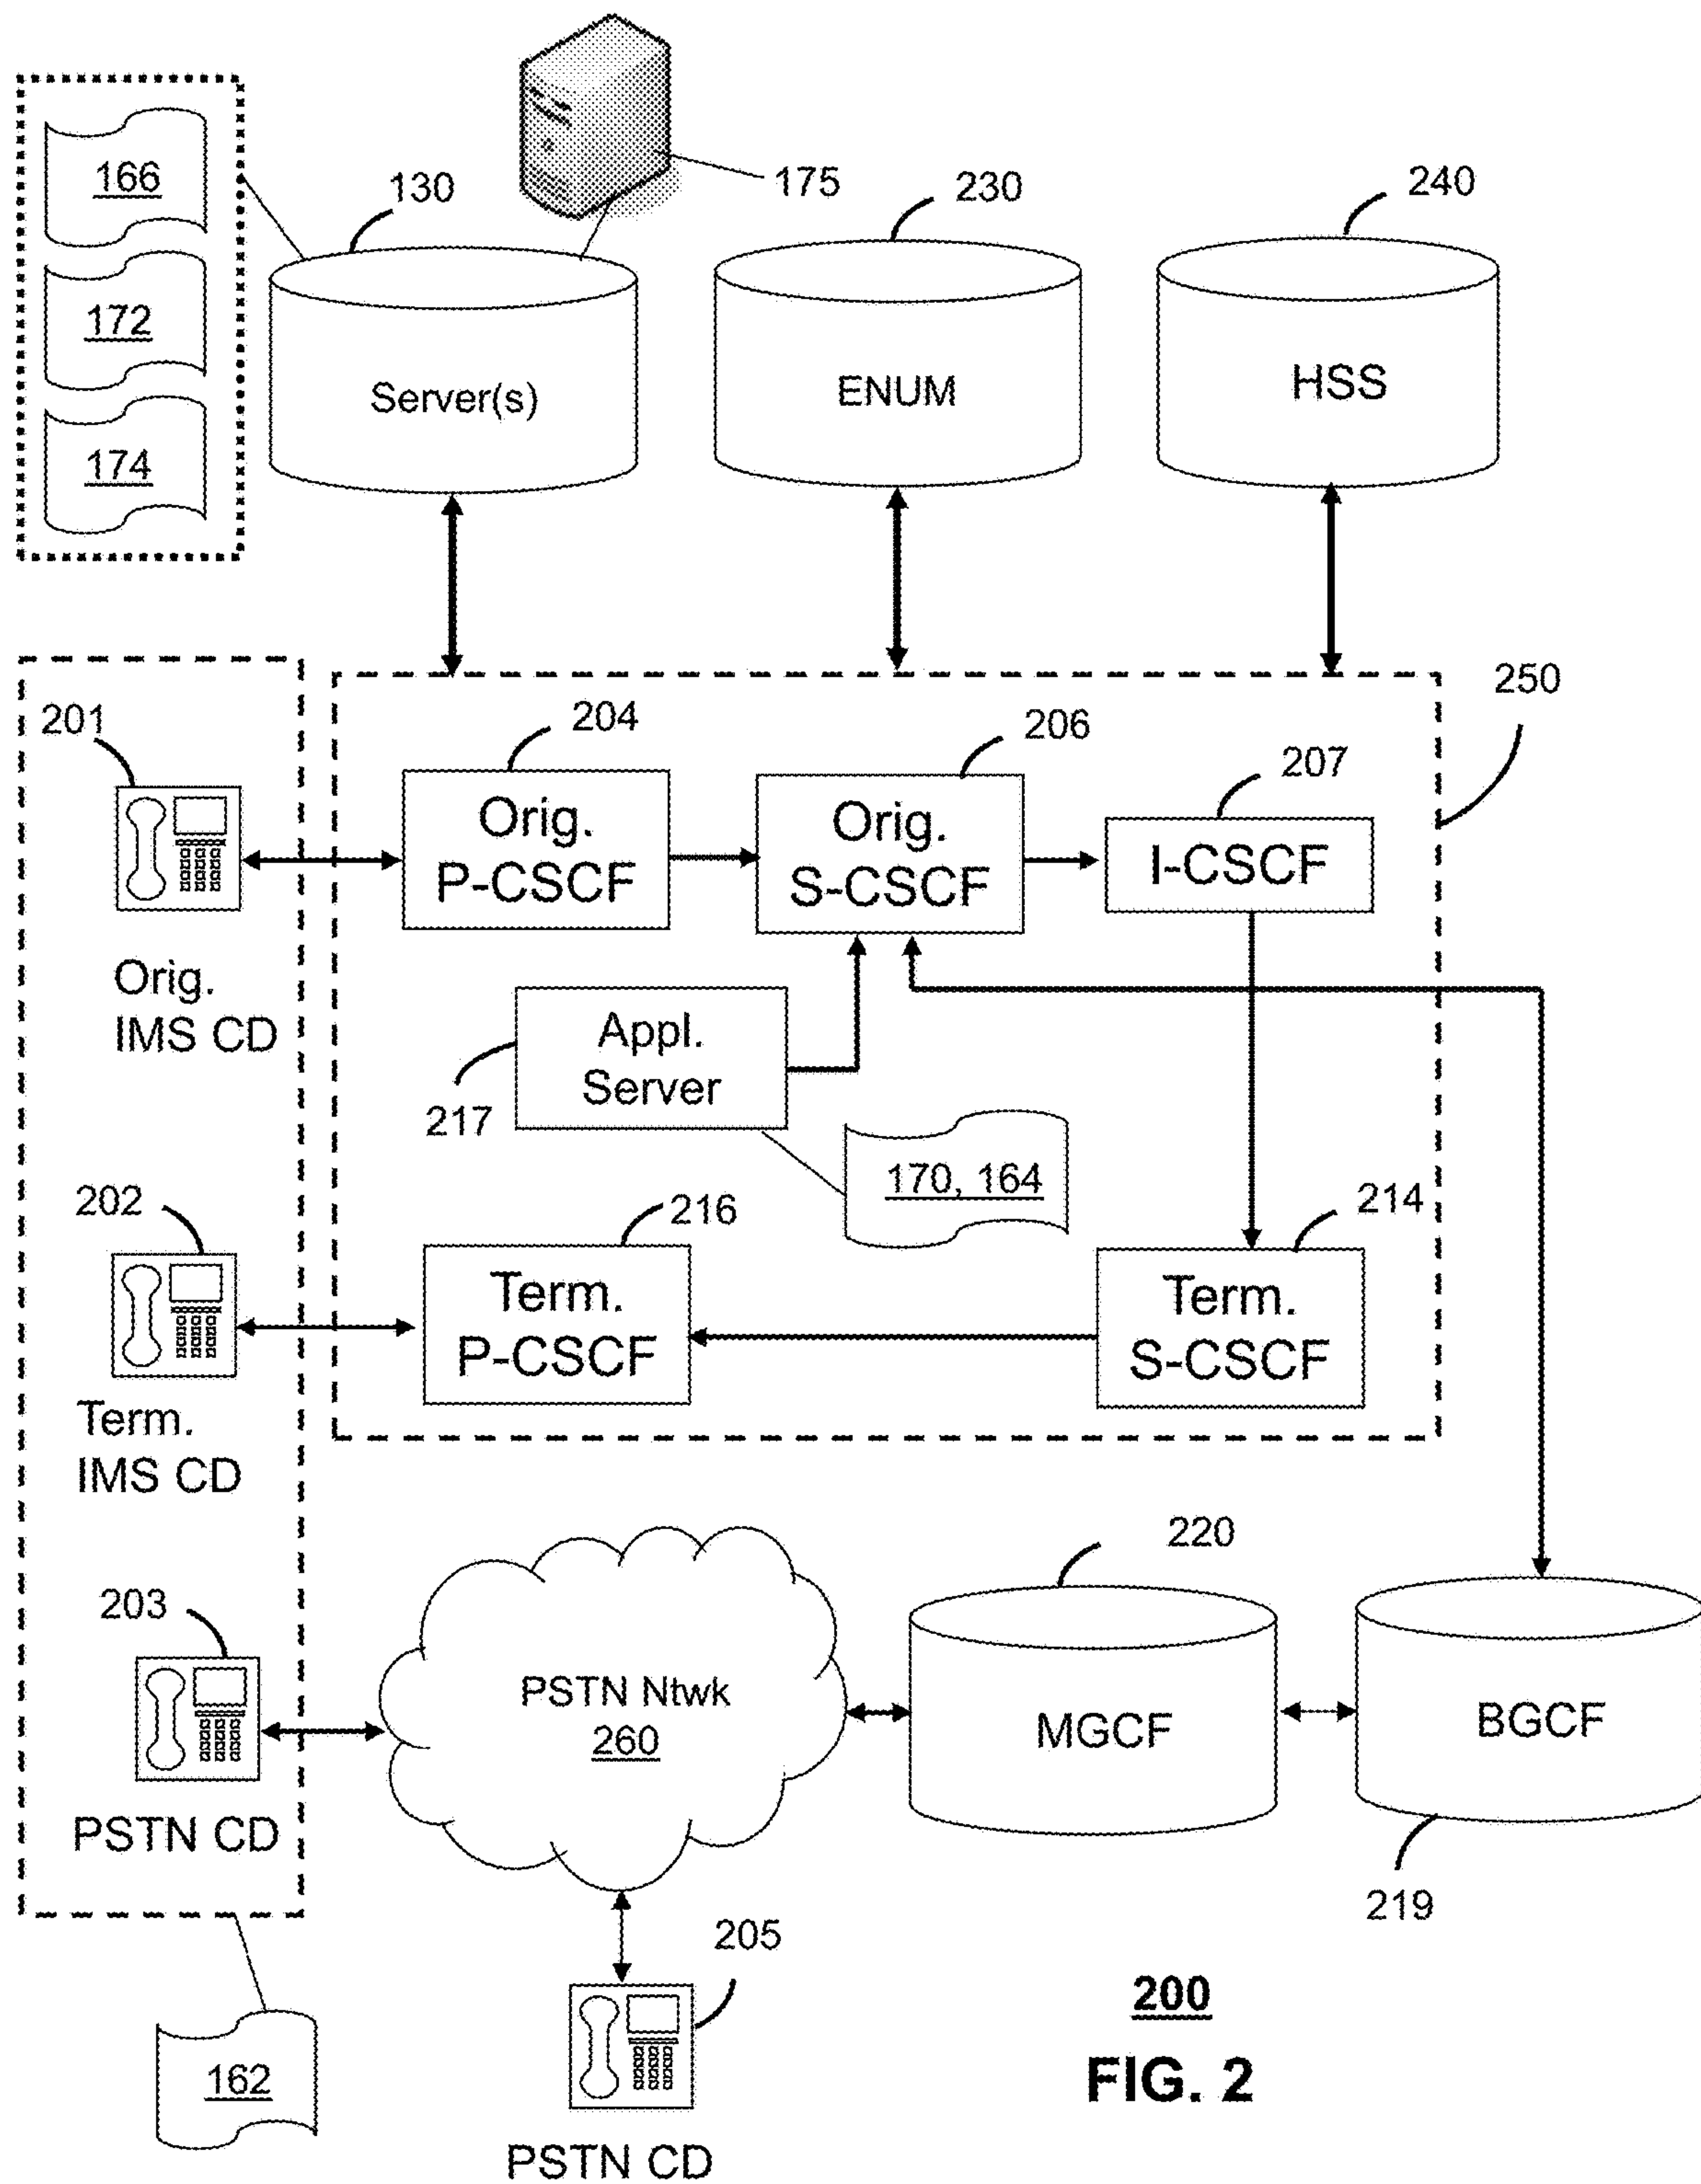 166
172
174
130
175
230
240
Server(s)
ENUM
HSS
250
201
204
206
207
Orig.
P-CSCF
Orig.
S-CSCF
I-CSCF
Orig.
IMS CD
Appl.
Server
217
170, 164
202
216
214
Term.
P-CSCF
Term.
S-CSCF
Term.
IMS CD
220
203
PSTN Ntwk
260
MGCF
BGCF
PSTN CD
219
205
162
PSTN CD
200
FIG. 2